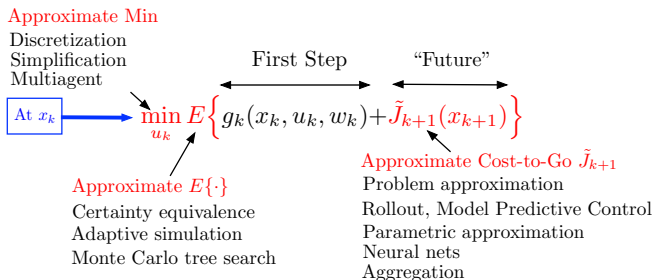 Approximate Min
Discretization
Simplification
Multiagent
First Step
“Future”
At x_k
min_{u_k} E{g_k(x_k, u_k, w_k)+J̃_{k+1}(x_{k+1})}
Approximate E{·}
Certainty equivalence
Adaptive simulation
Monte Carlo tree search
Approximate Cost-to-Go J̃_{k+1}
Problem approximation
Rollout, Model Predictive Control
Parametric approximation
Neural nets
Aggregation